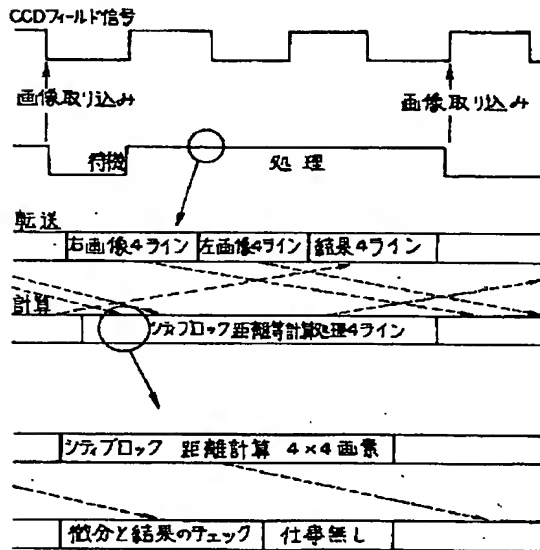 CCDフィールド信号
画像取り込み
画像取り込み
待機
処理
転送
右画像4ライン
左画像4ライン
結果4ライン
計算
シティブロック距離等計算処理4ライン
シティブロック 距離計算 4×4画素
微分と結果のチェック
仕事無し